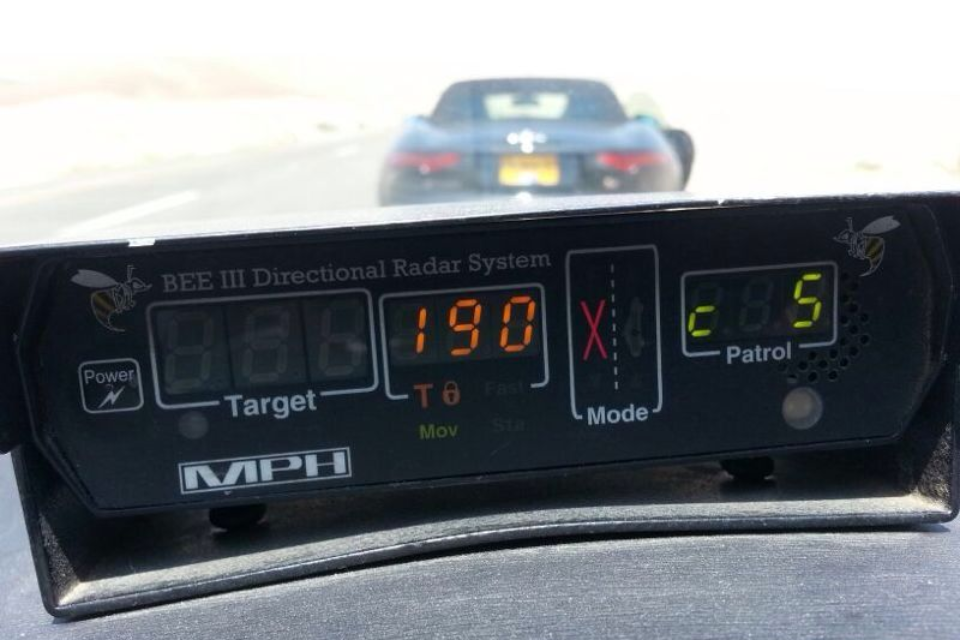 BEE III Directional Radar System
190
c 5
Power
Target
T
Fast
Mode
Patrol
Mov
Sta
MPH